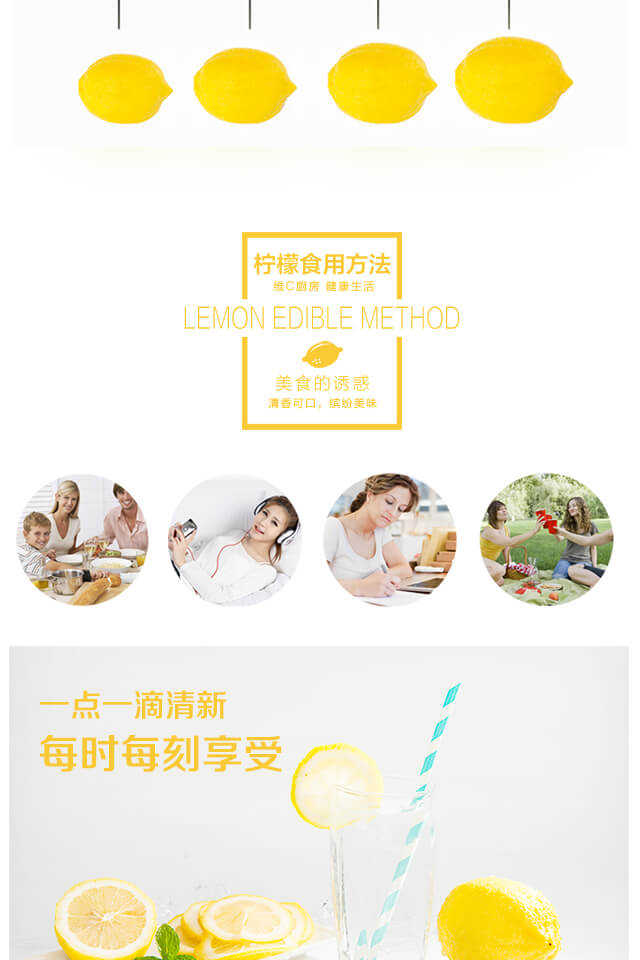 柠檬食用方法
维C厨房 健康生活
LEMON EDIBLE METHOD
美食的诱惑
清香可口，缤纷美味
一点一滴清新
每时每刻享受